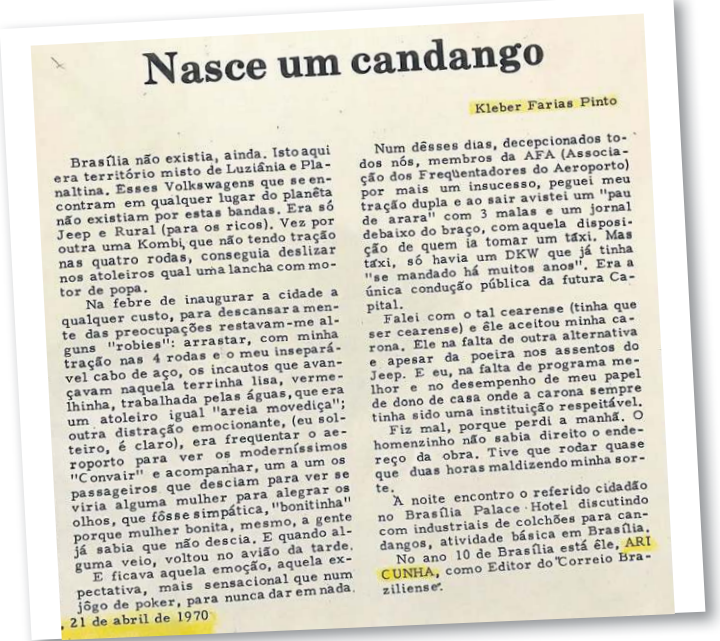 Nasce um candango
Kleber Farias Pinto
Brasília não existia, ainda. Isto aqui
era território misto de Luziânia e Pla-
naltina. Esses Volkswagens que se en-
contram em qualquer lugar do planêta
não existiam por estas bandas. Era só
Jeep e Rural (para os ricos). Vez por
outra uma Kombi, que não tendo tração
nas quatro rodas, conseguia deslizar
nos atoleiros qual uma lancha com mo-
tor de popa.
Na febre de inaugurar a cidade a
qualquer custo, para descansar a men-
te das preocupações restavam-me al-
guns "robies": arrastar, com minha
tração nas 4 rodas e o meu insepará-
vel cabo de aço, os incautos que avan-
çavam naquela terrinha lisa, verme-
lhinha, trabalhada pelas águas, que era
um atoleiro igual "areia movediça";
outra distração emocionante, (eu sol-
teiro, é claro), era freqüentar o ae-
roporto para ver os moderníssimos
"Convair" e acompanhar, um a um os
passageiros que desciam para ver se
viria alguma mulher para alegrar os
olhos, que fôsse simpática, "bonitinha"
porque mulher bonita, mesmo, a gente
já sabia que não descia. E quando al-
guma veio, voltou no avião da tarde.
E ficava aquela emoção, aquela ex-
pectativa, mais sensacional que num
jôgo de poker, para nunca dar em nada.
, 21 de abril de 1970
Num dêsses dias, decepcionados to-
dos nós, membros da AFA (Associa-
ção dos Freqüentadores do Aeroporto)
por mais um insucesso, peguei meu
tração dupla e ao sair avistei um "pau
de arara" com 3 malas e um jornal
debaixo do braço, com aquela disposi-
ção de quem ia tomar um táxi. Mas
táxi, só havia um DKW que já tinha
"se mandado há muitos anos". Era a
única condução pública da futura Ca-
pital.
Falei com o tal cearense (tinha que
ser cearense) e êle aceitou minha ca-
rona. Êle na falta de outra alternativa
e apesar da poeira nos assentos do
Jeep. E eu, na falta de programa me-
lhor e no desempenho de meu papel
de dono de casa onde a carona sempre
tinha sido uma instituição respeitável.
Fiz mal, porque perdi a manhã. O
homenzinho não sabia direito o ende-
reço da obra. Tive que rodar quase
que duas horas maldizendo minha sor-
te.
À noite encontro o referido cidadão
no Brasília Palace Hotel discutindo
com industriais de colchões para can-
dangos, atividade básica em Brasília.
No ano 10 de Brasília está êle, ARI
CUNHA, como Editor do "Correio Bra-
ziliense".